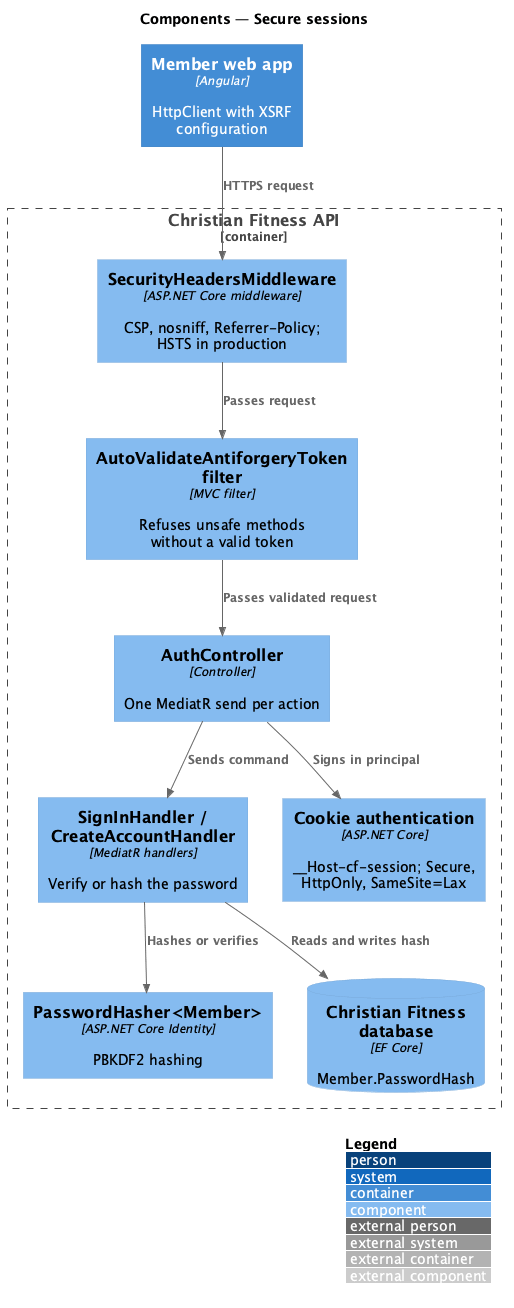 Components — Secure sessions
Member web app
[Angular]
HttpClient with XSRF
configuration
HTTPS request
Christian Fitness API
[container]
SecurityHeadersMiddleware
[ASP.NET Core middleware]
CSP, nosniff, Referrer-Policy;
HSTS in production
Passes request
AutoValidateAntiforgeryToken
filter
[MVC filter]
Refuses unsafe methods
without a valid token
Passes validated request
AuthController
[Controller]
One MediatR send per action
Sends command
Signs in principal
SignInHandler /
CreateAccountHandler
[MediatR handlers]
Verify or hash the password
Cookie authentication
[ASP.NET Core]
__Host-cf-session; Secure,
HttpOnly, SameSite=Lax
Hashes or verifies
Reads and writes hash
PasswordHasher<Member>
[ASP.NET Core Identity]
PBKDF2 hashing
Christian Fitness
database
[EF Core]
Member.PasswordHash
Legend
person
system
container
component
external person
external system
external container
external component